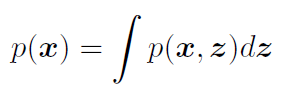 p(x) = ∫ p(x, z)dz